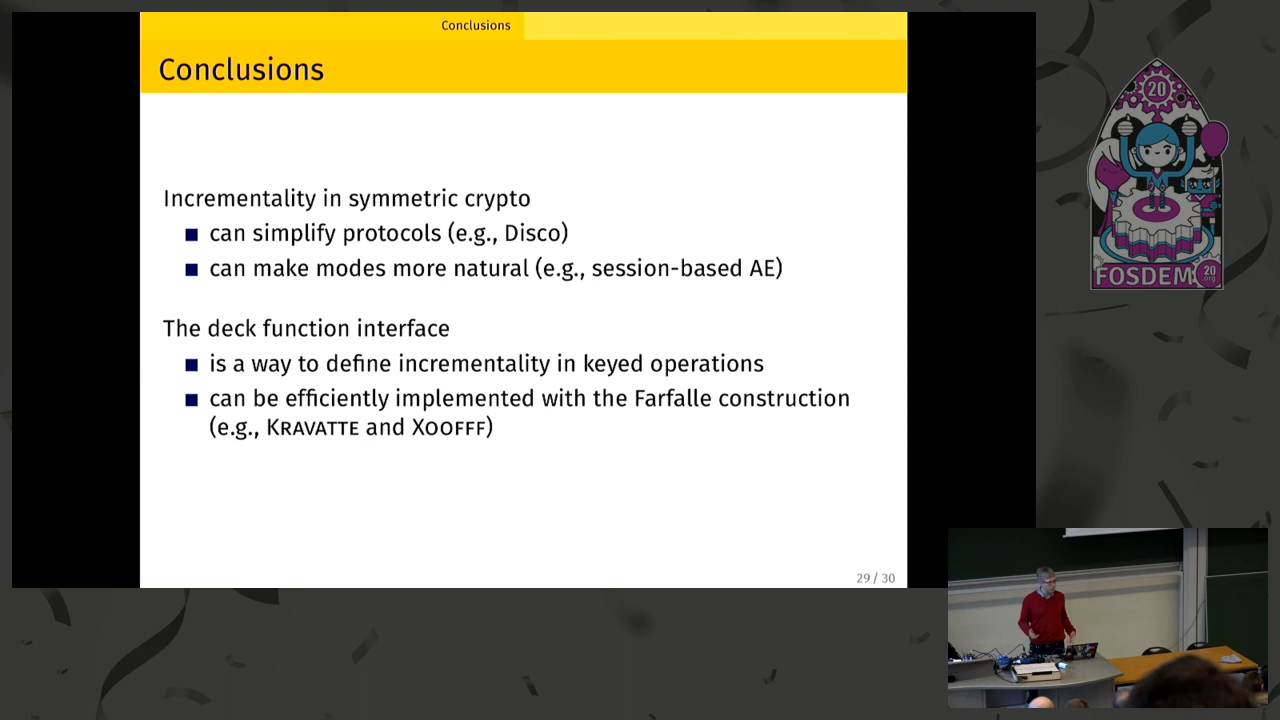 Conclusions
Conclusions
Incrementality in symmetric crypto
can simplify protocols (e.g., Disco)
can make modes more natural (e.g., session-based AE)
The deck function interface
is a way to define incrementality in keyed operations
can be efficiently implemented with the Farfalle construction
(e.g., KRAVATTE and XOOFFF)
29 / 30
20
FOSDEM
20
org